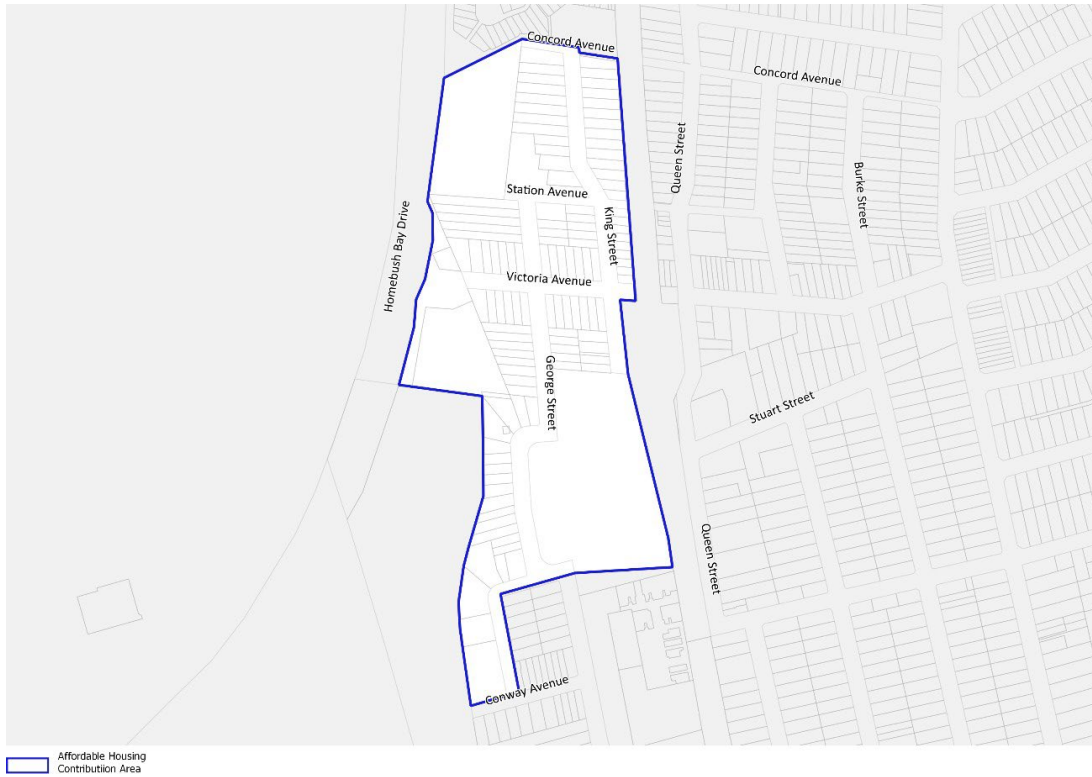 Concord Avenue
Concord Avenue
Queen Street
Burke Street
Station Avenue
King Street
Homebush Bay Drive
Victoria Avenue
George Street
Stuart Street
Queen Street
Conway Avenue
Affordable Housing
Contributiion Area